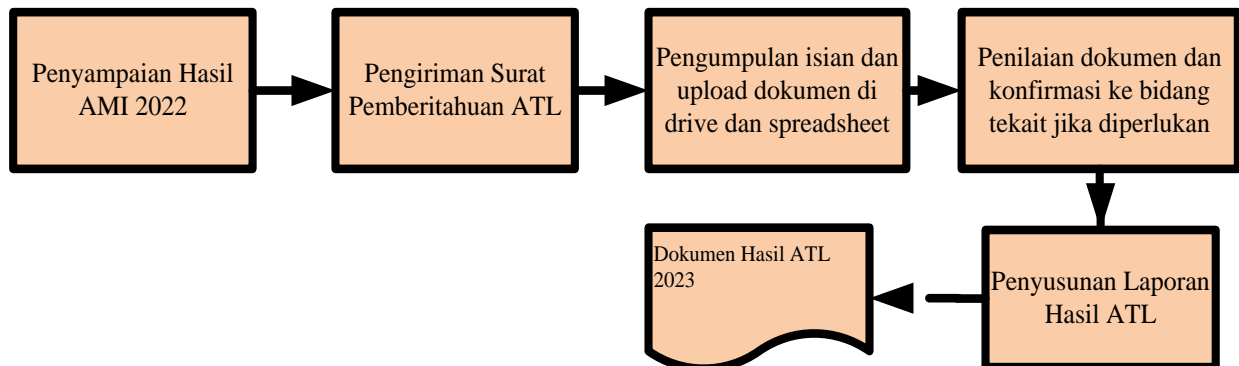 Penyampaian Hasil
AMI 2022
Pengiriman Surat
Pemberitahuan ATL
Pengumpulan isian dan
upload dokumen di
drive dan spreadsheet
Penilaian dokumen dan
konfirmasi ke bidang
tekait jika diperlukan
Penyusunan Laporan
Hasil ATL
Dokumen Hasil ATL
2023